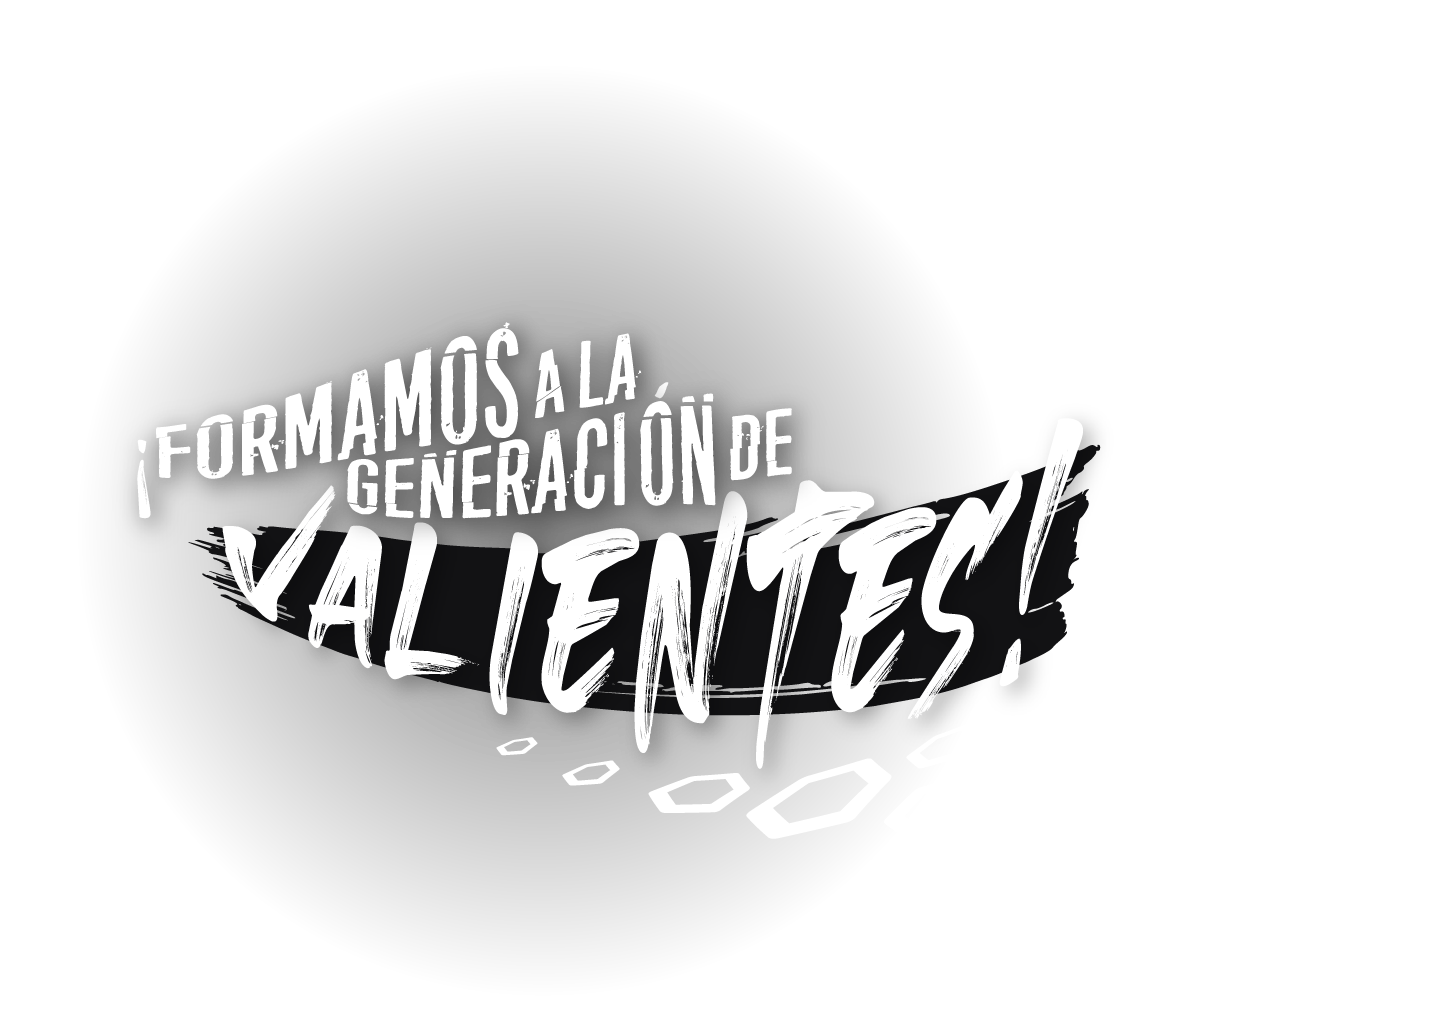 ¡FORMAMOS A LA
GENERACIÓN DE
VALIENTES!